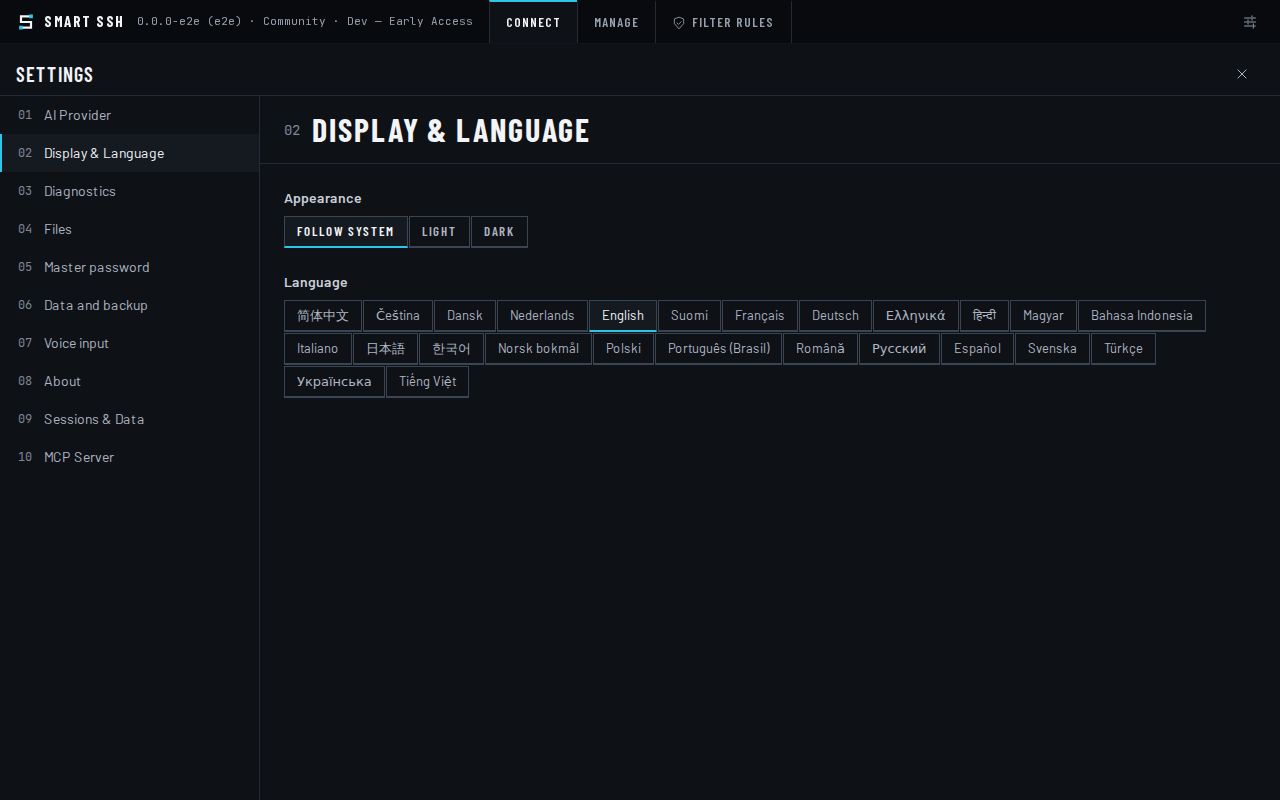 SMART SSH 0.0.0-e2e (e2e) · Community · Dev — Early Access CONNECT MANAGE FILTER RULES
SETTINGS
01 AI Provider
02 Display & Language
03 Diagnostics
04 Files
05 Master password
06 Data and backup
07 Voice input
08 About
09 Sessions & Data
10 MCP Server
02 DISPLAY & LANGUAGE
Appearance
FOLLOW SYSTEM LIGHT DARK
Language
简体中文 Čeština Dansk Nederlands English Suomi Français Deutsch Ελληνικά हिन्दी Magyar Bahasa Indonesia
Italiano 日本語 한국어 Norsk bokmål Polski Português (Brasil) Română Русский Español Svenska Türkçe
Українська Tiếng Việt